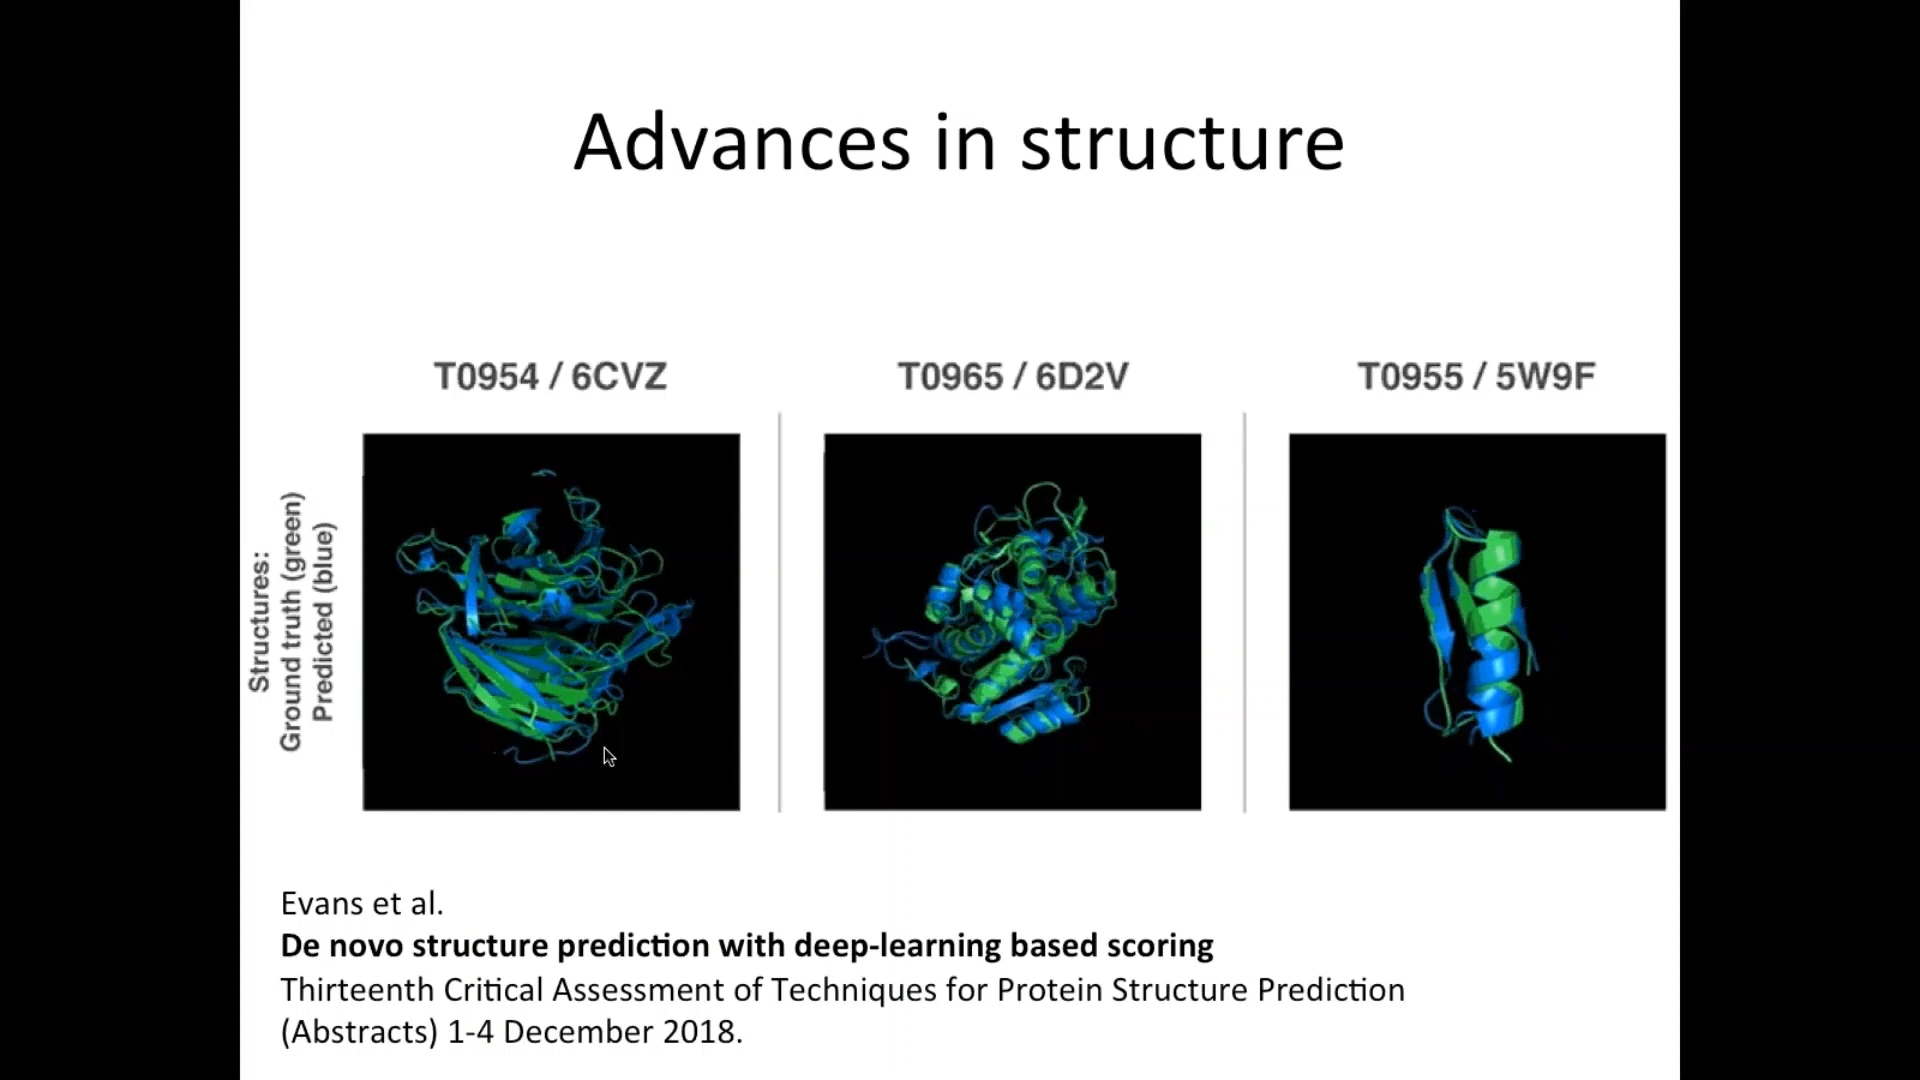 Advances in structure
T0954 / 6CVZ
T0965 / 6D2V
T0955 / 5W9F
Structures:
Ground truth (green)
Predicted (blue)
Evans et al.
De novo structure prediction with deep-learning based scoring
Thirteenth Critical Assessment of Techniques for Protein Structure Prediction
(Abstracts) 1-4 December 2018.